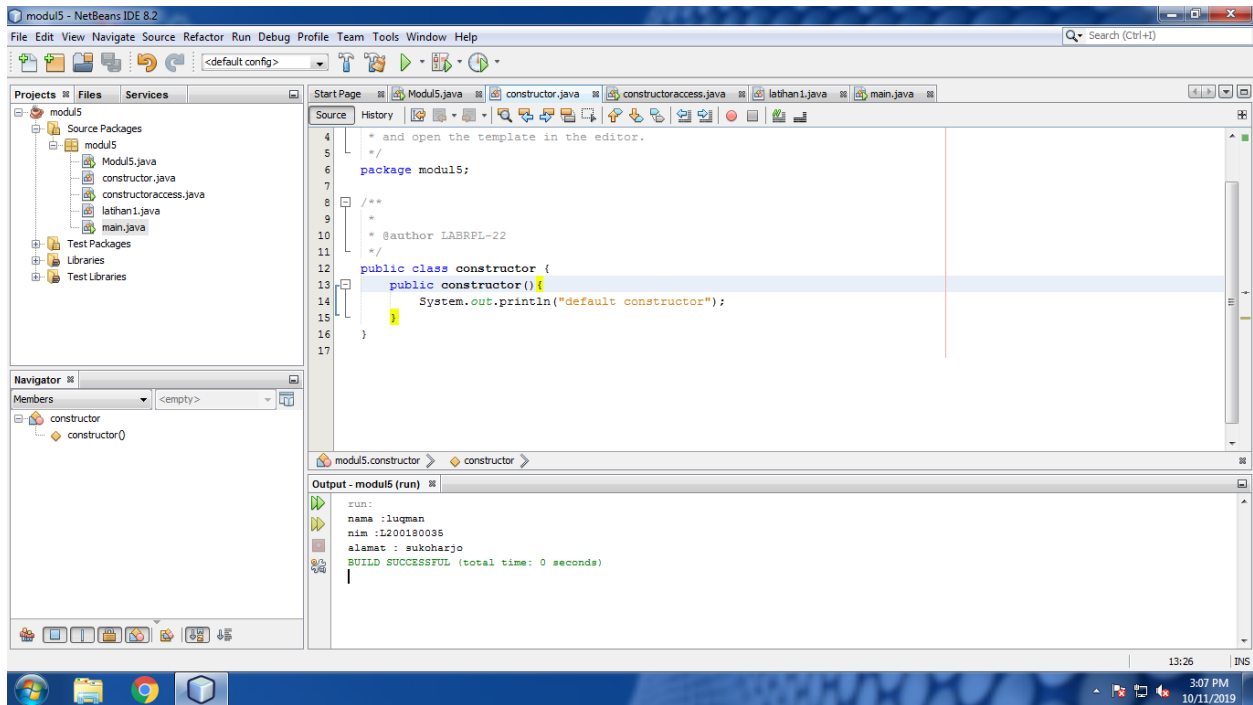 modul5 - NetBeans IDE 8.2
File Edit View Navigate Source Refactor Run Debug Profile Team Tools Window Help
Search (Ctrl+I)
<default config>
Projects Files Services
Start Page Modul5.java constructor.java constructoraccess.java latihan1.java main.java
modul5
Source Packages
modul5
Modul5.java
constructor.java
constructoraccess.java
latihan1.java
main.java
Test Packages
Libraries
Test Libraries
Source History
4 * and open the template in the editor.
5 */
6 package modul5;
7
8 /**
9 *
10 * @author LABRPL-22
11 */
12 public class constructor {
13 public constructor(){
14 System.out.println("default constructor");
15 }
16 }
17
Navigator
Members <empty>
constructor
constructor()
modul5.constructor constructor
Output - modul5 (run)
run:
nama :luqman
nim :L200180035
alamat : sukoharjo
BUILD SUCCESSFUL (total time: 0 seconds)
13:26 INS
3:07 PM
10/11/2019